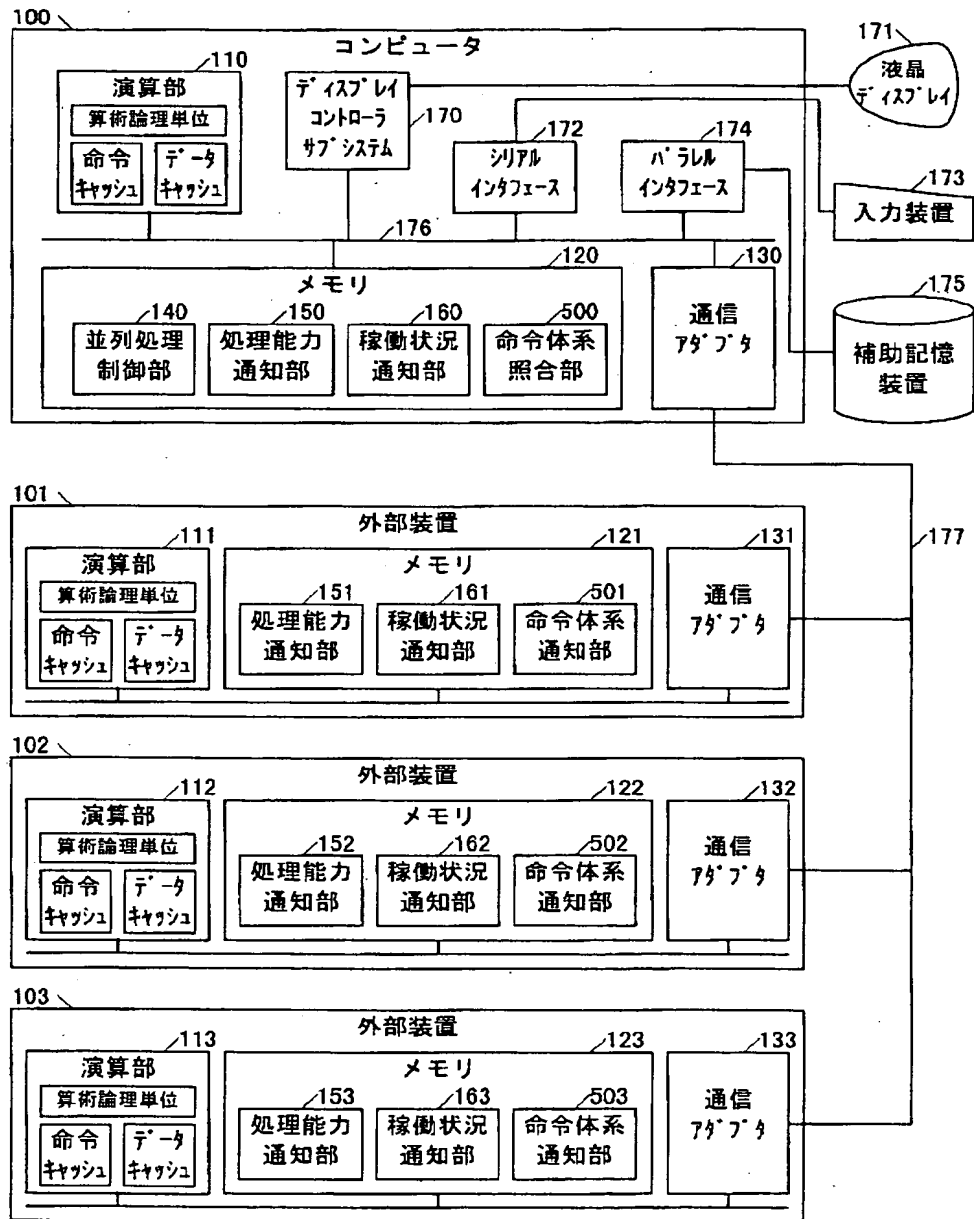 100
コンピュータ
110
演算部
算術論理単位
命令
キャッシュ
データ
キャッシュ
ディスプレイ
コントローラ
サブシステム
170
172
シリアル
インタフェース
174
パラレル
インタフェース
171
液晶
ディスプレイ
173
入力装置
175
補助記憶
装置
176
120
メモリ
140
並列処理
制御部
150
処理能力
通知部
160
稼働状況
通知部
500
命令体系
照合部
130
通信
アダプタ
177
101
外部装置
111
演算部
算術論理単位
命令
キャッシュ
データ
キャッシュ
121
メモリ
151
処理能力
通知部
161
稼働状況
通知部
501
命令体系
通知部
131
通信
アダプタ
102
外部装置
112
演算部
算術論理単位
命令
キャッシュ
データ
キャッシュ
122
メモリ
152
処理能力
通知部
162
稼働状況
通知部
502
命令体系
通知部
132
通信
アダプタ
103
外部装置
113
演算部
算術論理単位
命令
キャッシュ
データ
キャッシュ
123
メモリ
153
処理能力
通知部
163
稼働状況
通知部
503
命令体系
通知部
133
通信
アダプタ